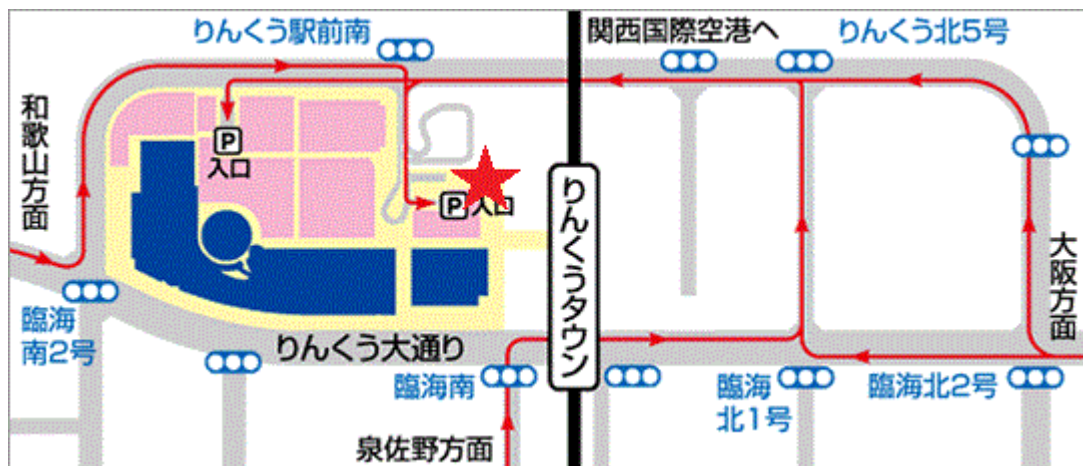 りんくう駅前南
関西国際空港へ
りんくう北5号
和歌山方面
P
入口
P
入口
りんくうタウン
大阪方面
臨海
南2号
りんくう大通り
臨海南
臨海
北1号
臨海北2号
泉佐野方面